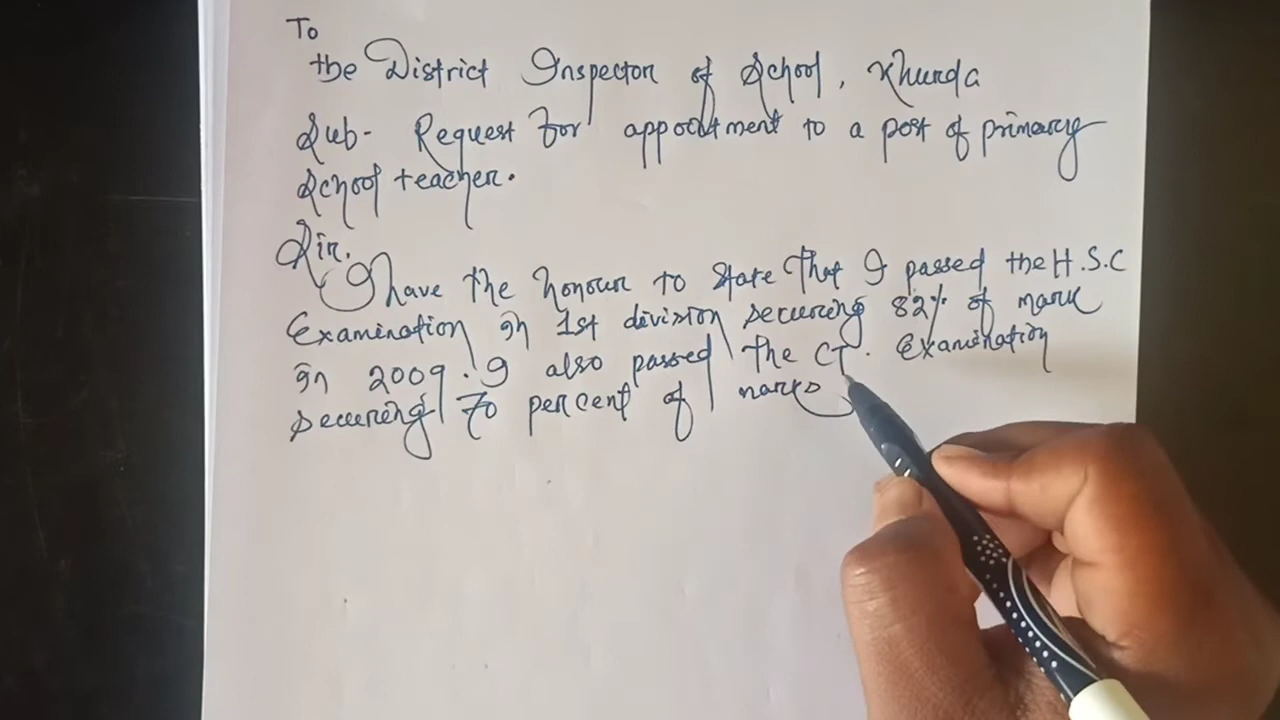 To
the District Inspector of School, Khurda
Sub- Request for appointment to a post of primary
School teacher.
Sir.
I have the honour to state that I passed the H.S.C
Examination in 1st division securing 82% of mark
in 2009. I also passed the CT. Examination
securing 70 percent of marks